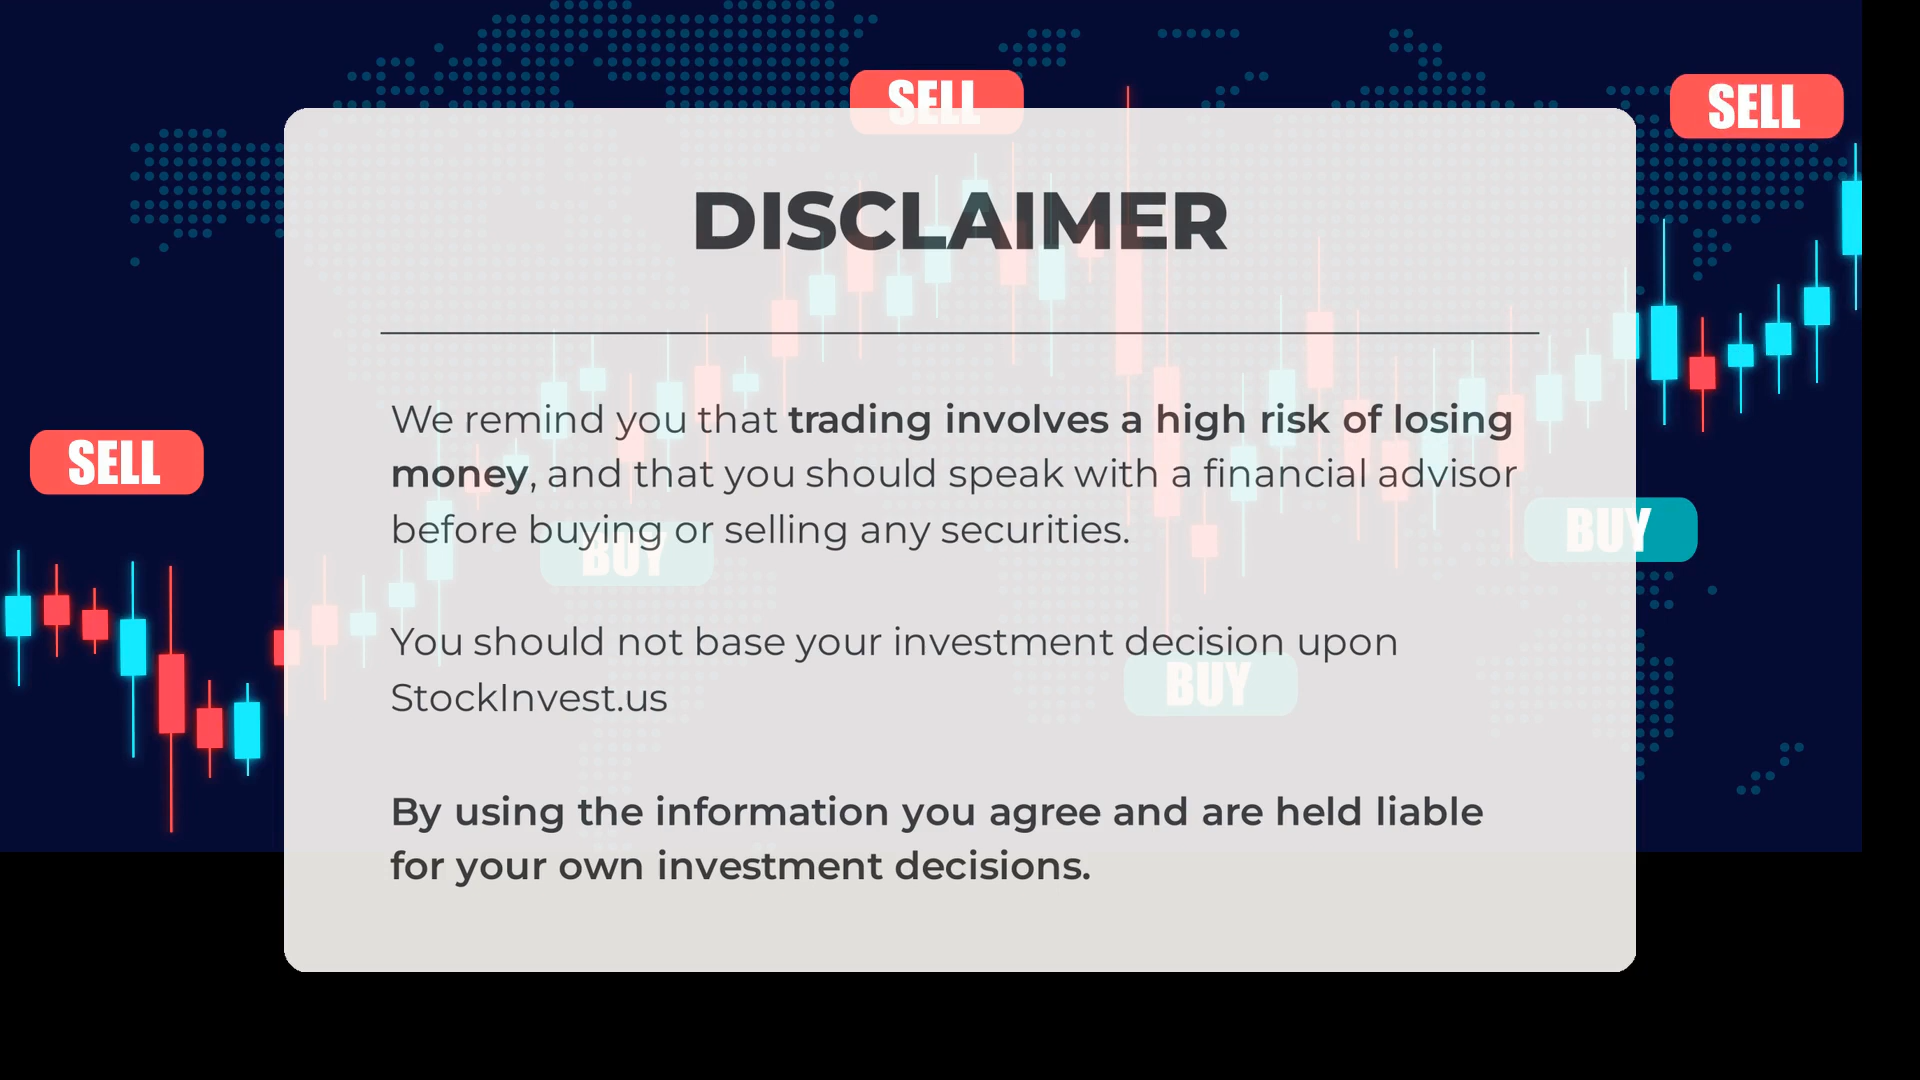 SELL
SELL
DISCLAIMER
We remind you that trading involves a high risk of losing
money, and that you should speak with a financial advisor
before buying or selling any securities.
SELL
BUY
BUY
You should not base your investment decision upon
StockInvest.us
BUY
By using the information you agree and are held liable
for your own investment decisions.